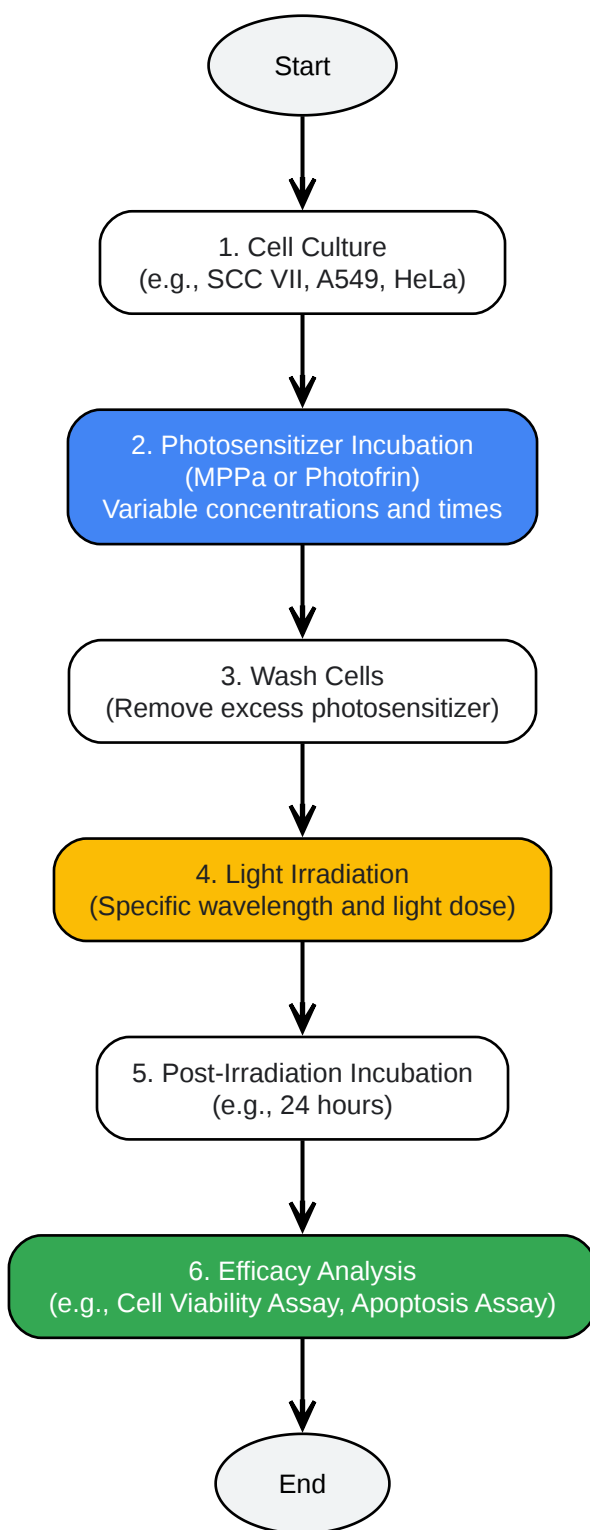 Start
1. Cell Culture
(e.g., SCC VII, A549, HeLa)
2. Photosensitizer Incubation
(MPPa or Photofrin)
Variable concentrations and times
3. Wash Cells
(Remove excess photosensitizer)
4. Light Irradiation
(Specific wavelength and light dose)
5. Post-Irradiation Incubation
(e.g., 24 hours)
6. Efficacy Analysis
(e.g., Cell Viability Assay, Apoptosis Assay)
End